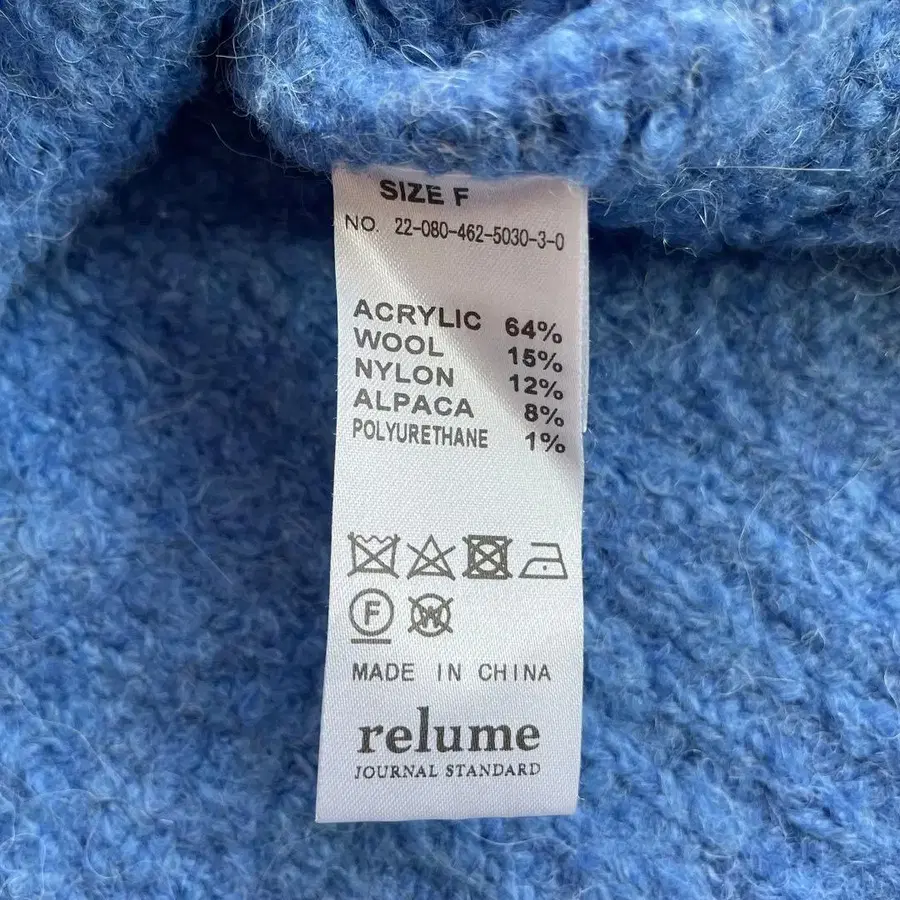 SIZE F
NO. 22-080-462-5030-3-0
ACRYLIC 64%
WOOL 15%
NYLON 12%
ALPACA 8%
POLYURETHANE 1%
F W
MADE IN CHINA
relume
JOURNAL STANDARD